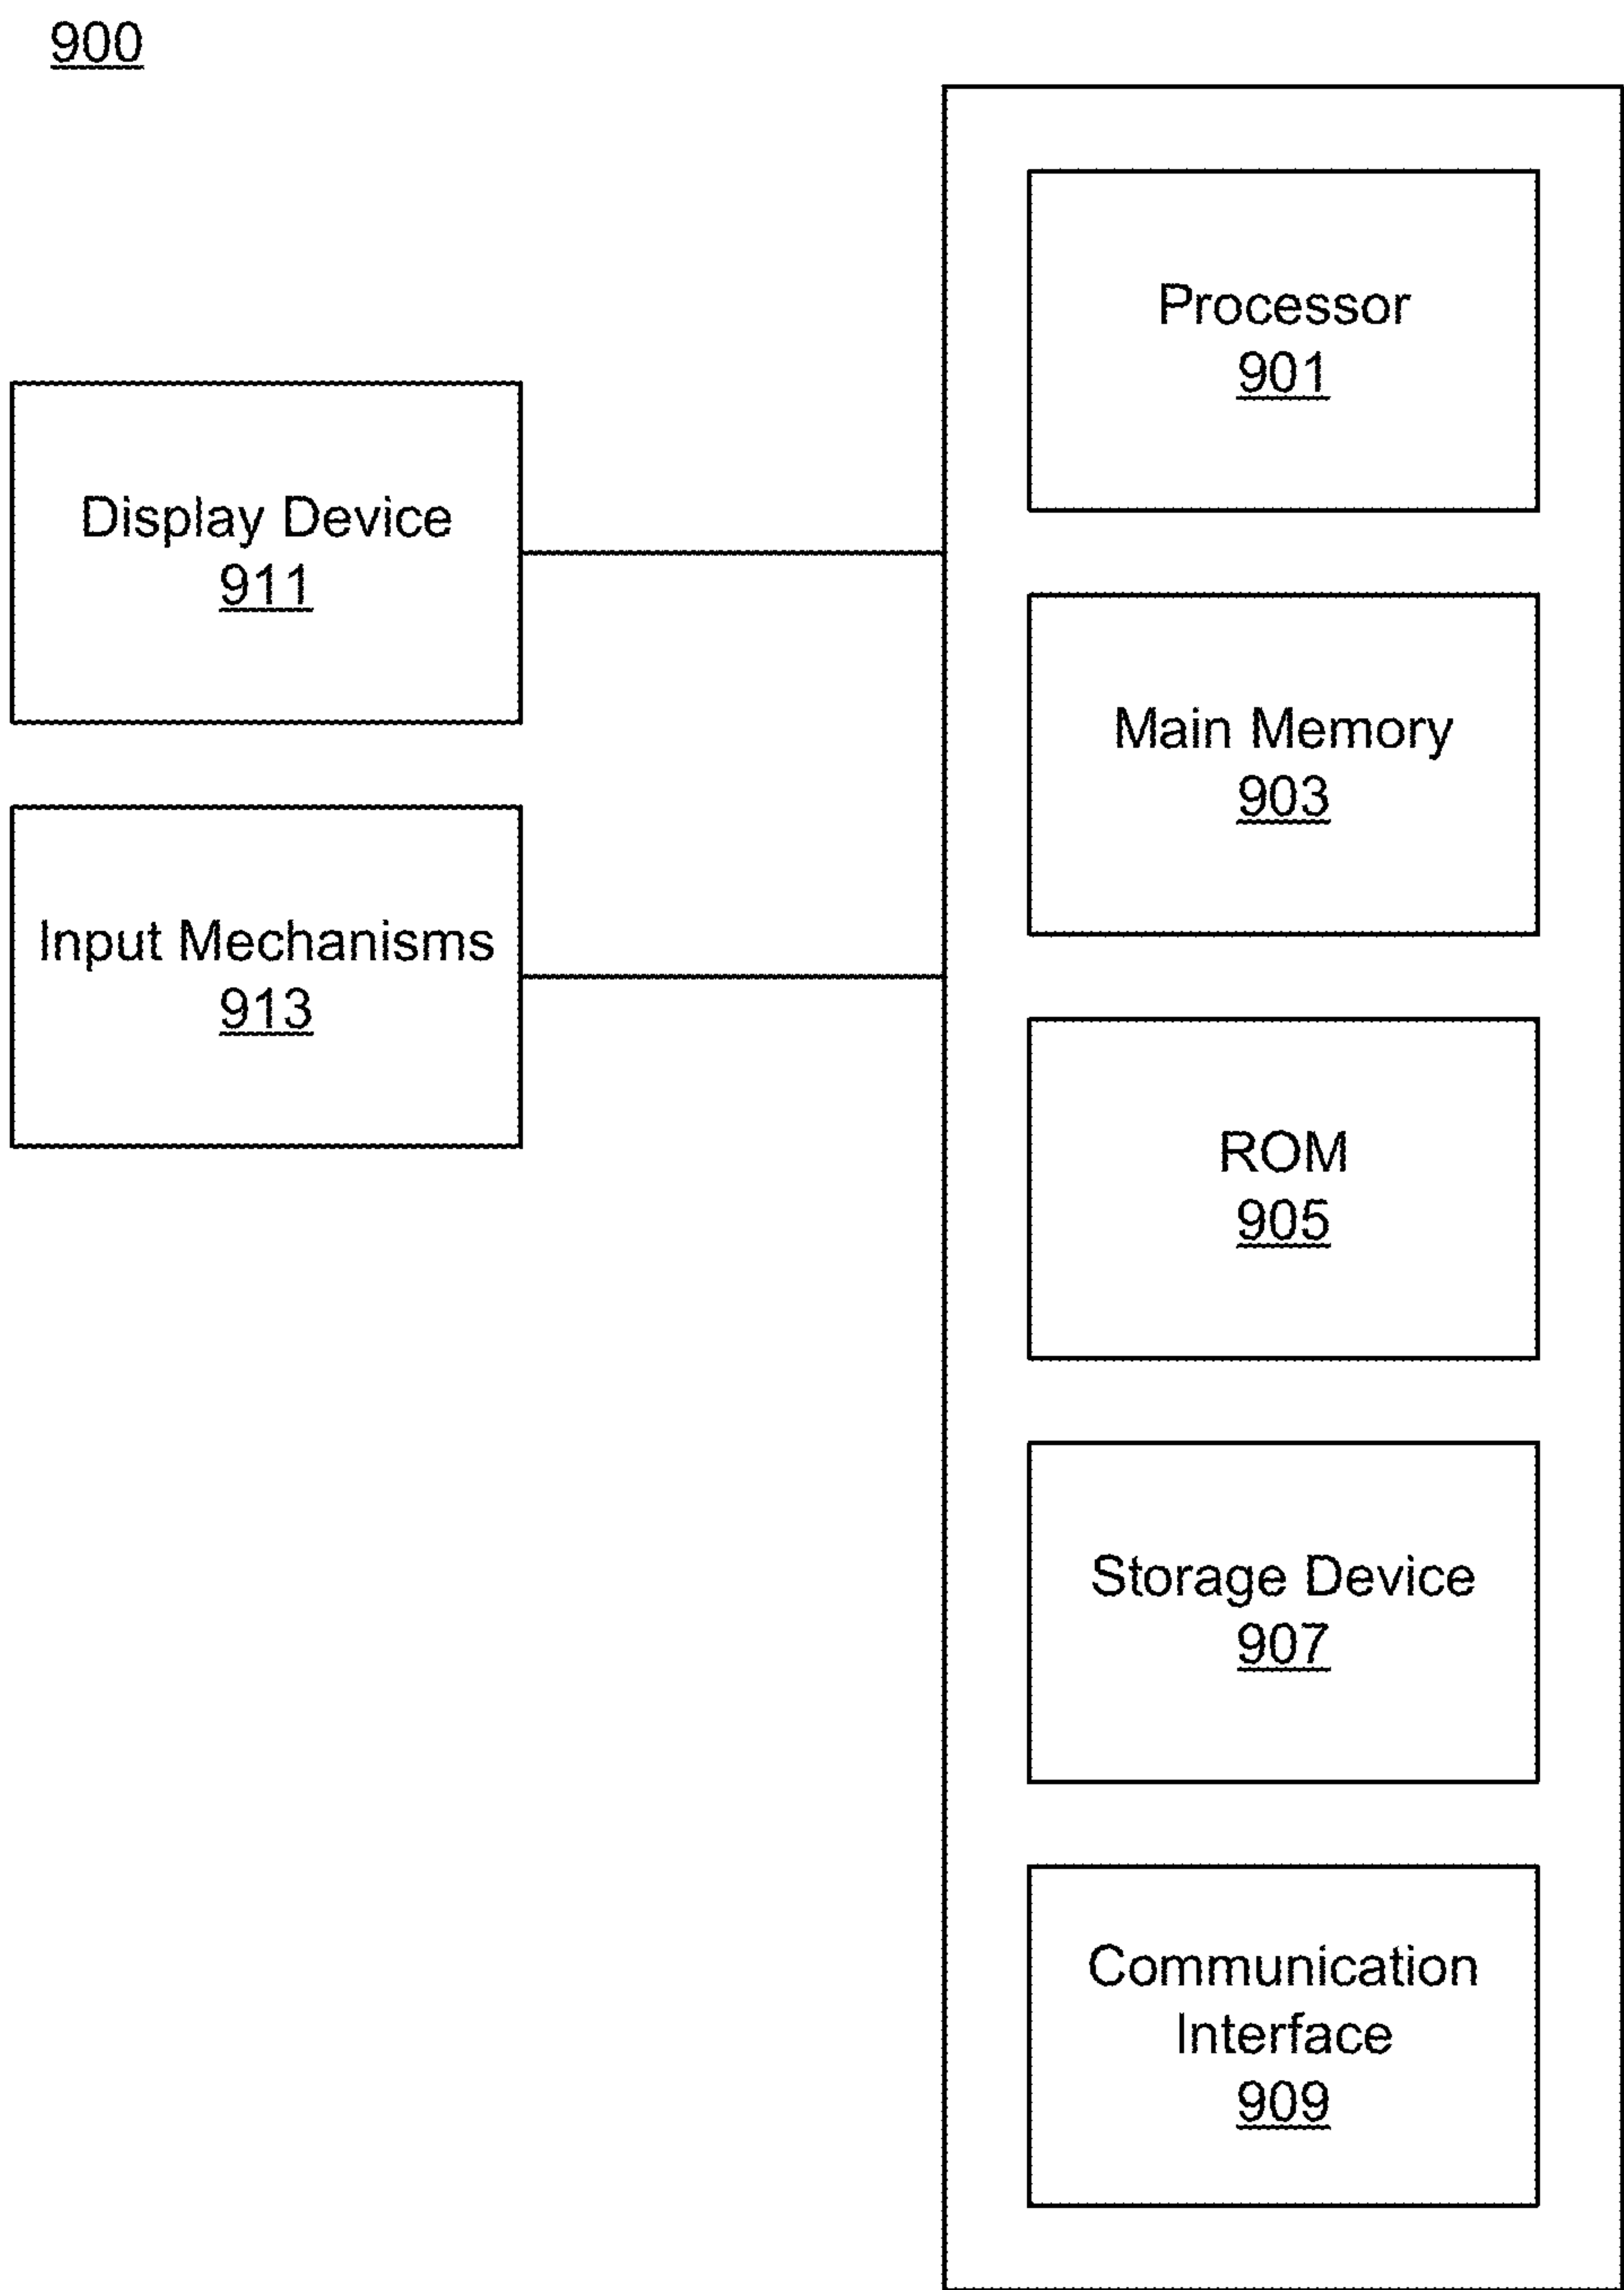 900
Processor
901
Display Device
911
Main Memory
903
Input Mechanisms
913
ROM
905
Storage Device
907
Communication
Interface
909